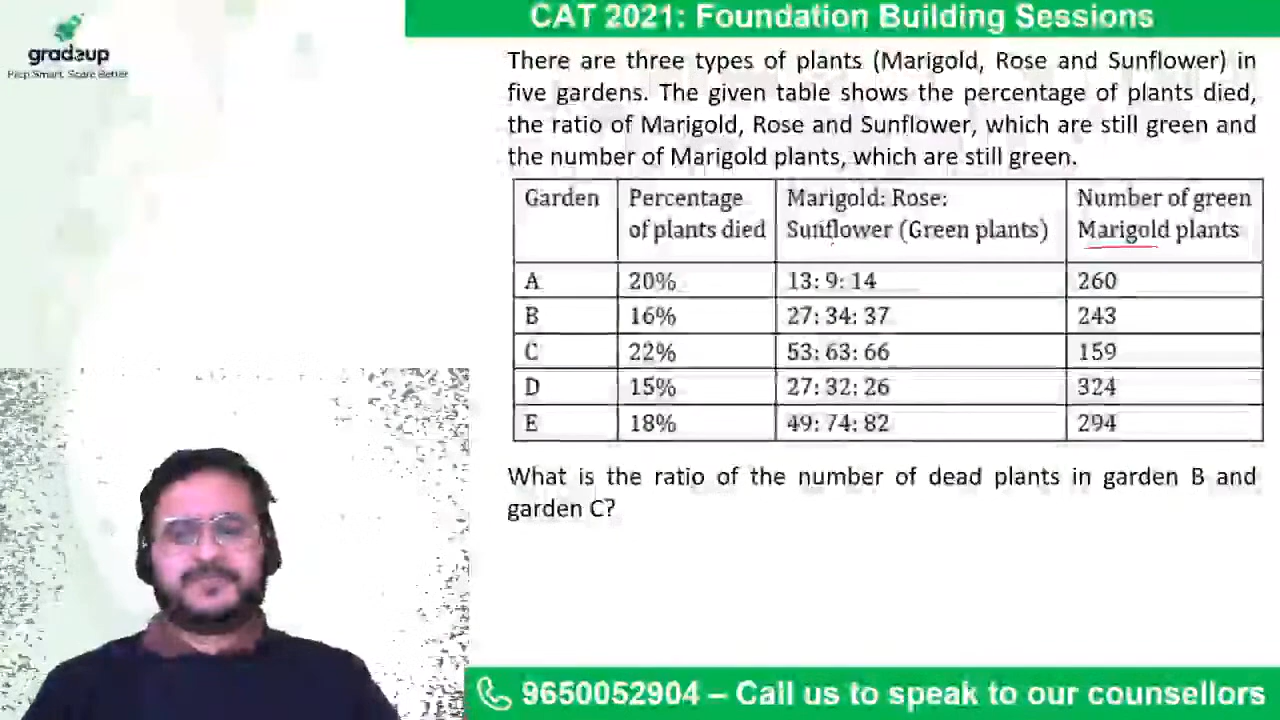 CAT 2021: Foundation Building Sessions
gradeup
Prep Smart. Score Better
There are three types of plants (Marigold, Rose and Sunflower) in
five gardens. The given table shows the percentage of plants died,
the ratio of Marigold, Rose and Sunflower, which are still green and
the number of Marigold plants, which are still green.
Garden Percentage of plants died Marigold: Rose: Sunflower (Green plants) Number of green Marigold plants
A 20% 13: 9: 14 260
B 16% 27: 34: 37 243
C 22% 53: 63: 66 159
D 15% 27: 32: 26 324
E 18% 49: 74: 82 294
What is the ratio of the number of dead plants in garden B and
garden C?
9650052904 – Call us to speak to our counsellors